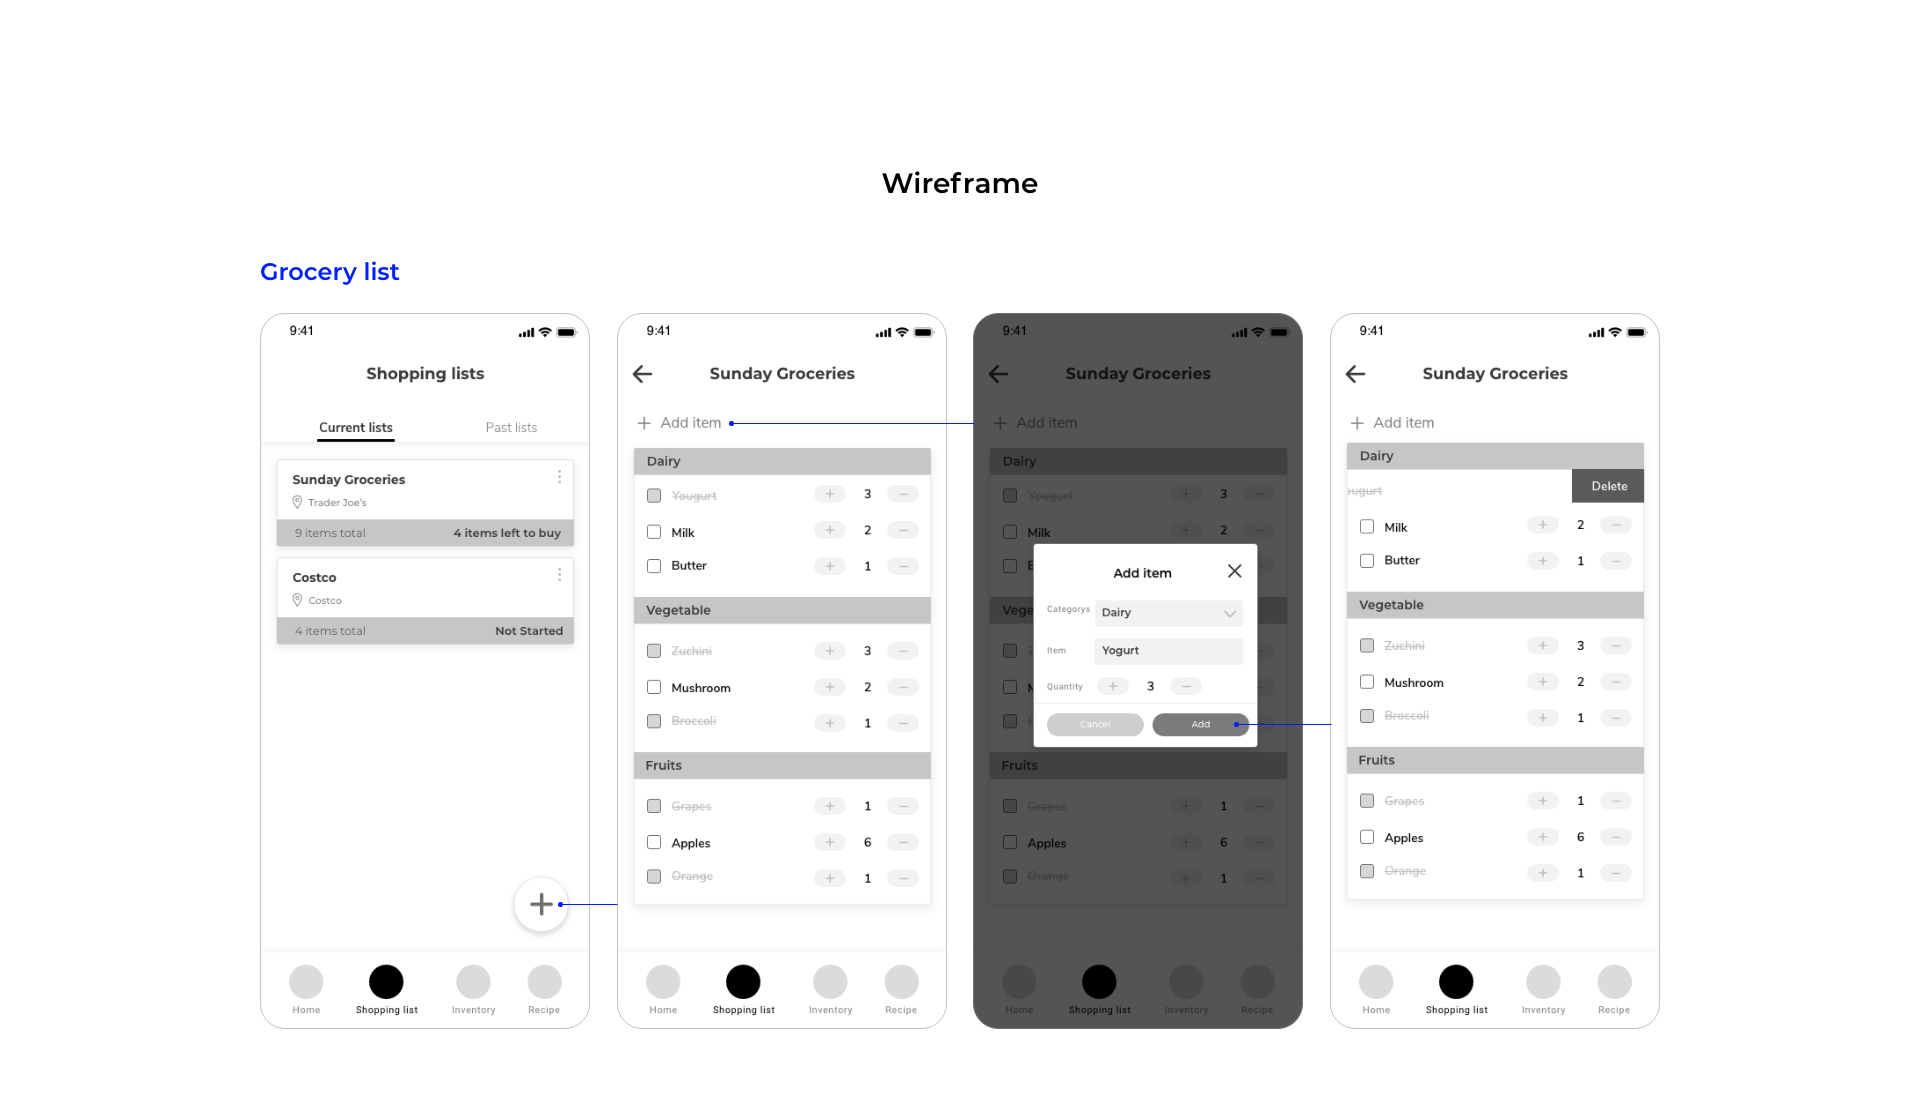 Wireframe
Grocery list
9:41
Shopping lists
Current lists
Past lists
Sunday Groceries
Trader Joe's
9 items total
4 items left to buy
Costco
Costco
4 items total
Not Started
Home
Shopping list
Inventory
Recipe
9:41
Sunday Groceries
Add item
Dairy
Yougurt
3
Milk
2
Butter
1
Vegetable
Zuchini
3
Mushroom
2
Broccoli
1
Fruits
Grapes
1
Apples
6
Orange
1
Home
Shopping list
Inventory
Recipe
9:41
Sunday Groceries
Add item
Dairy
Yougurt
3
Milk
2
Add item
Categorys
Dairy
Item
Yogurt
Quantity
3
Cancel
Add
Fruits
Grapes
1
Apples
6
Orange
1
Home
Shopping list
Inventory
Recipe
9:41
Sunday Groceries
Add item
Dairy
ougurt
Delete
Milk
2
Butter
1
Vegetable
Zuchini
3
Mushroom
2
Broccoli
1
Fruits
Grapes
1
Apples
6
Orange
1
Home
Shopping list
Inventory
Recipe